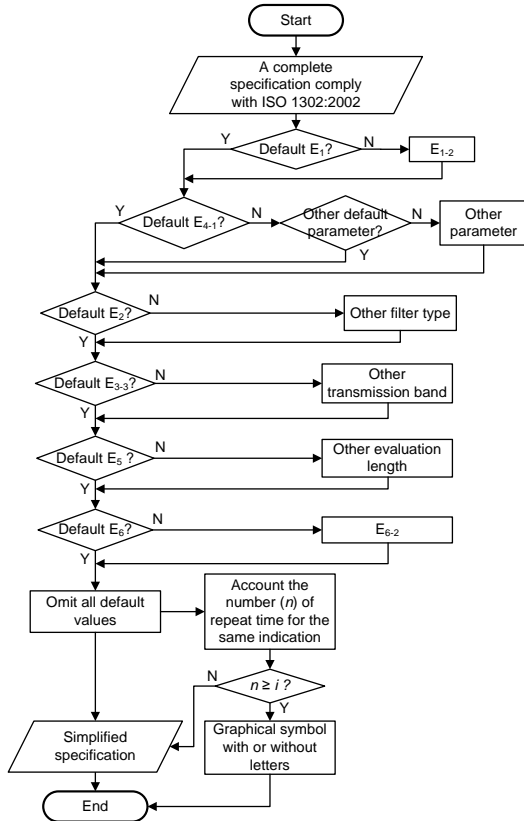 Start
A complete
specification comply
with ISO 1302:2002
Y
Default E₁?
N
E₁₋₂
Y
Default E₄₋₁?
N
Other default
parameter?
N
Other
parameter
Y
Default E₂?
N
Other filter type
Y
Default E₃₋₃?
N
Other
transmission band
Y
Default E₅ ?
N
Other evaluation
length
Y
Default E₆?
N
E₆₋₂
Y
Omit all default
values
Account the
number (n) of
repeat time for the
same indication
N
n ≥ i ?
Y
Simplified
specification
Graphical symbol
with or without
letters
End